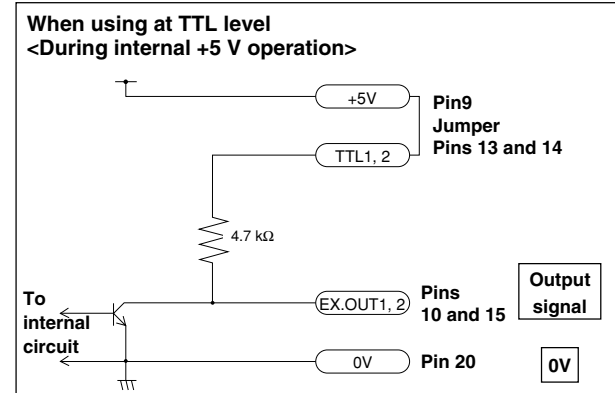 When using at TTL level
<During internal +5 V operation>
+5V
Pin9
Jumper
Pins 13 and 14
TTL1, 2
4.7 kΩ
To
internal
circuit
EX.OUT1, 2
Pins
10 and 15
Output
signal
0V
Pin 20
0V